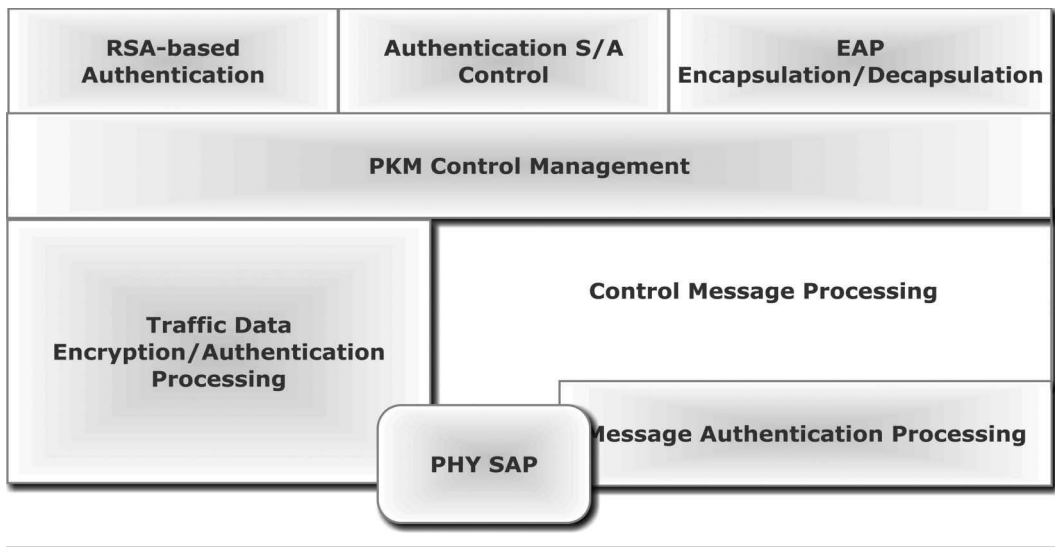 RSA-based
Authentication
Authentication S/A
Control
EAP
Encapsulation/Decapsulation
PKM Control Management
Control Message Processing
Traffic Data
Encryption/Authentication
Processing
Message Authentication Processing
PHY SAP